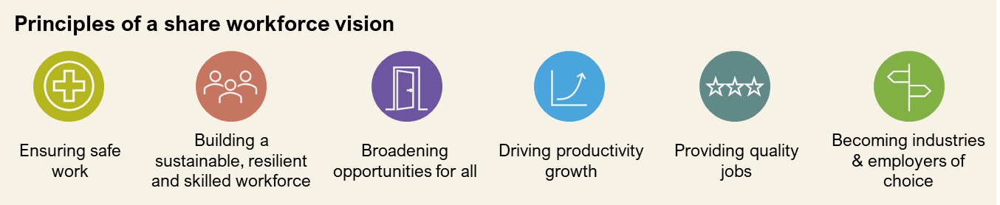 Principles of a share workforce vision
Ensuring safe
work
Building a
sustainable, resilient
and skilled workforce
Broadening
opportunities for all
Driving productivity
growth
Providing quality
jobs
Becoming industries
& employers of
choice